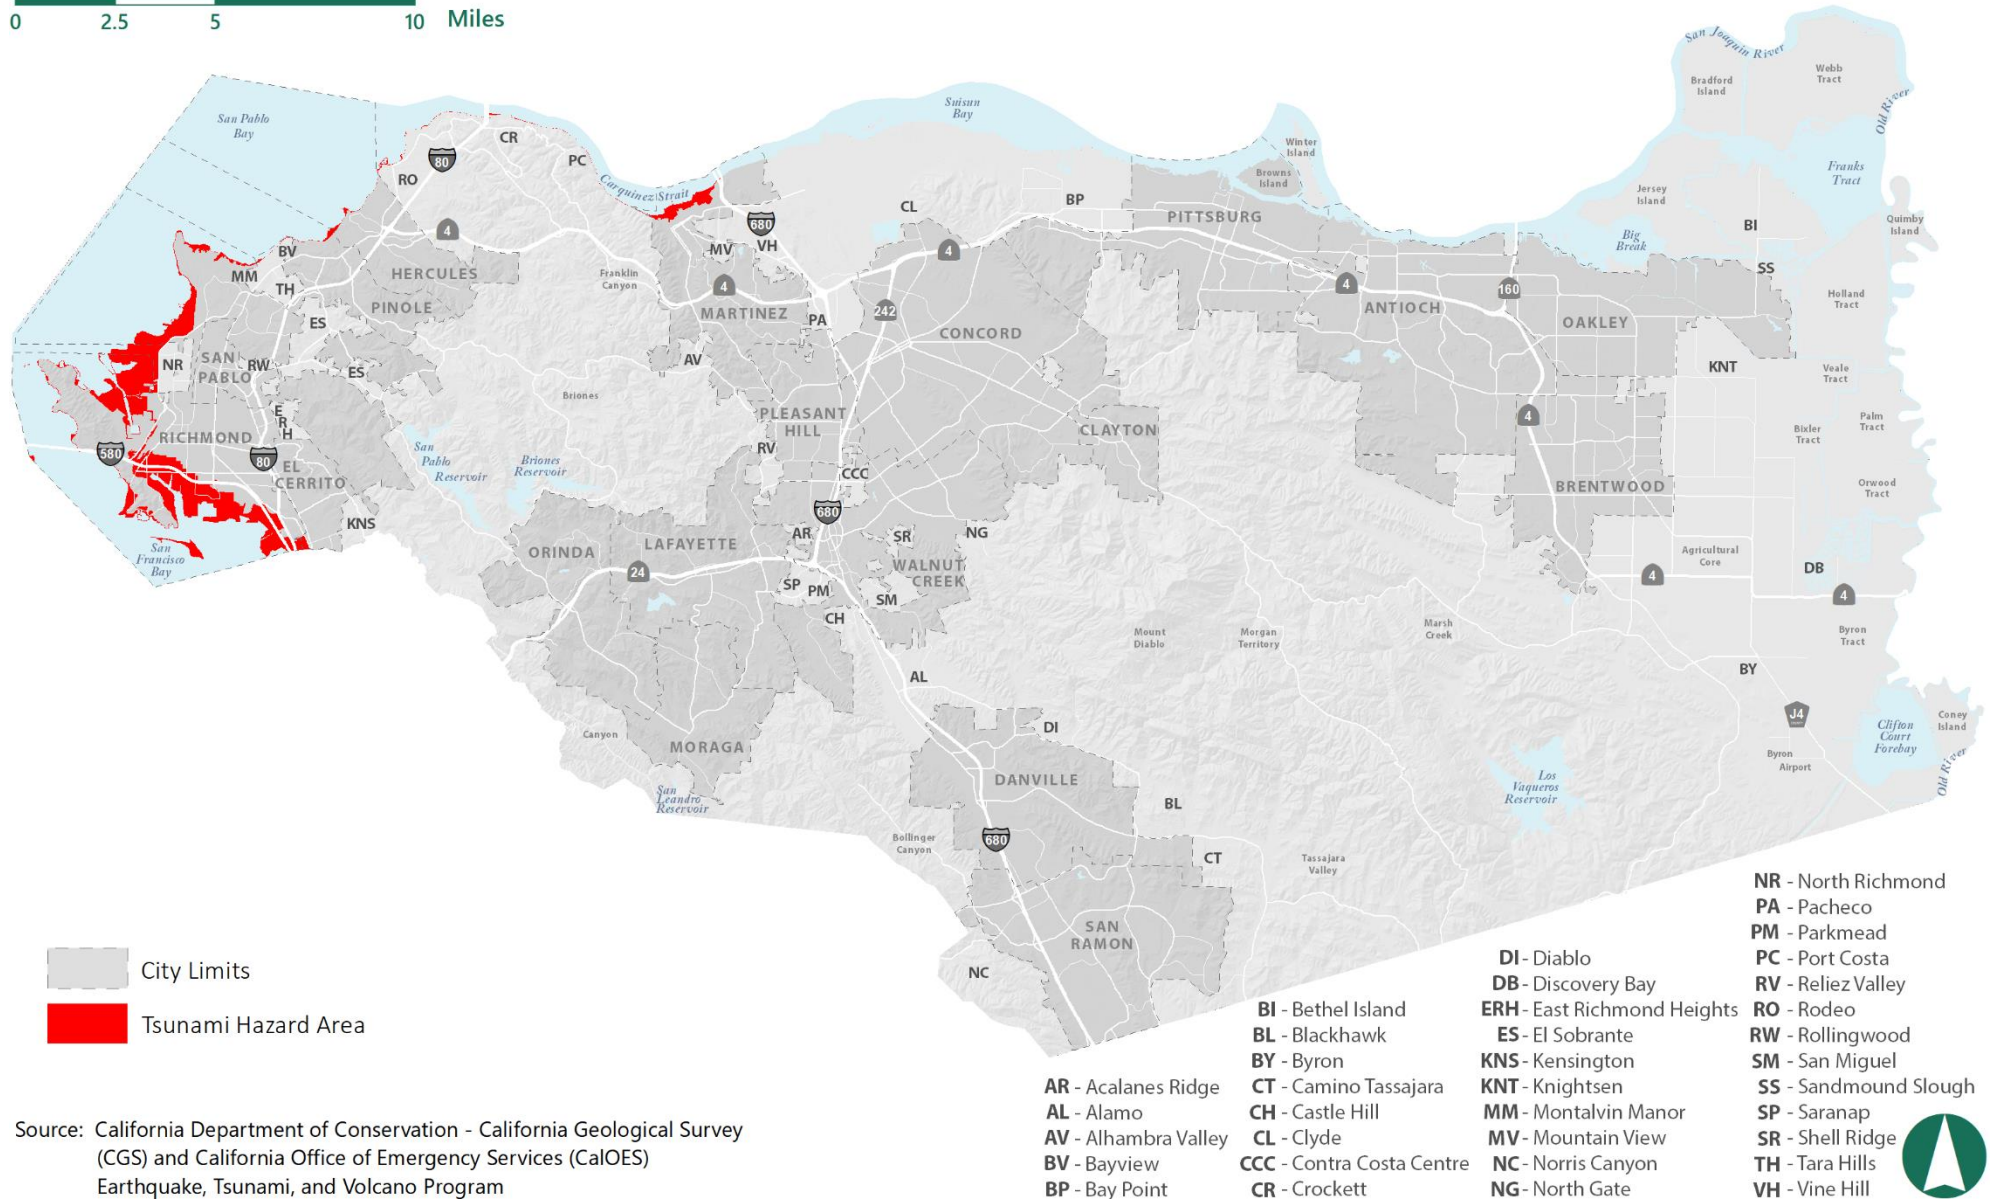 0 2.5 5 10 Miles
San Pablo
Bay
Suisun
Bay
San Joaquin River
Webb
Tract
Bradford
Island
Old River
Winter
Island
Browns
Island
Franks
Tract
Jersey
Island
Quimby
Island
Big
Break
Carquinez Strait
CR
PC
80
RO
4
BV
MM
TH
HERCULES
PINOLE
ES
Franklin
Canyon
MV
VH
680
CL
4
BP
PITTSBURG
BI
SS
4
MARTINEZ
PA
242
CONCORD
4
ANTIOCH
160
OAKLEY
Holland
Tract
NR
SAN
PABLO
RW
ES
AV
KNT
Veale
Tract
Briones
E
R
H
RICHMOND
580
80
EL
CERRITO
KNS
San
Pablo
Reservoir
Briones
Reservoir
PLEASANT
HILL
RV
CCC
CLAYTON
4
Palm
Tract
Bixler
Tract
BRENTWOOD
Orwood
Tract
San
Francisco
Bay
ORINDA
LAFAYETTE
24
680
AR
SR
NG
WALNUT
CREEK
SP
PM
SM
CH
Agricultural
Core
DB
4
4
Mount
Diablo
Morgan
Territory
Marsh
Creek
Byron
Tract
AL
BY
Canyon
MORAGA
San
Leandro
Reservoir
DI
DANVILLE
J4
Clifton
Court
Forebay
Coney
Island
Old River
Byron
Airport
Los
Vaqueros
Reservoir
BL
Bollinger
Canyon
680
CT
Tassajara
Valley
SAN
RAMON
NC
City Limits
Tsunami Hazard Area
Source: California Department of Conservation - California Geological Survey
(CGS) and California Office of Emergency Services (CalOES)
Earthquake, Tsunami, and Volcano Program
AR - Acalanes Ridge
AL - Alamo
AV - Alhambra Valley
BV - Bayview
BP - Bay Point
BI - Bethel Island
BL - Blackhawk
BY - Byron
CT - Camino Tassajara
CH - Castle Hill
CL - Clyde
CCC - Contra Costa Centre
CR - Crockett
DI - Diablo
DB - Discovery Bay
ERH - East Richmond Heights
ES - El Sobrante
KNS - Kensington
KNT - Knightsen
MM - Montalvin Manor
MV - Mountain View
NC - Norris Canyon
NG - North Gate
NR - North Richmond
PA - Pacheco
PM - Parkmead
PC - Port Costa
RV - Reliez Valley
RO - Rodeo
RW - Rollingwood
SM - San Miguel
SS - Sandmound Slough
SP - Saranap
SR - Shell Ridge
TH - Tara Hills
VH - Vine Hill